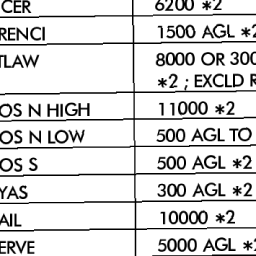 CER 6200 *2
RENCI 1500 AGL *2
TLAW 8000 OR 300
*2 ; EXCLD R
OS N HIGH 11000 *2
OS N LOW 500 AGL TO
OS S 500 AGL *2
YAS 300 AGL *2
AIL 10000 *2
ERVE 5000 AGL *2